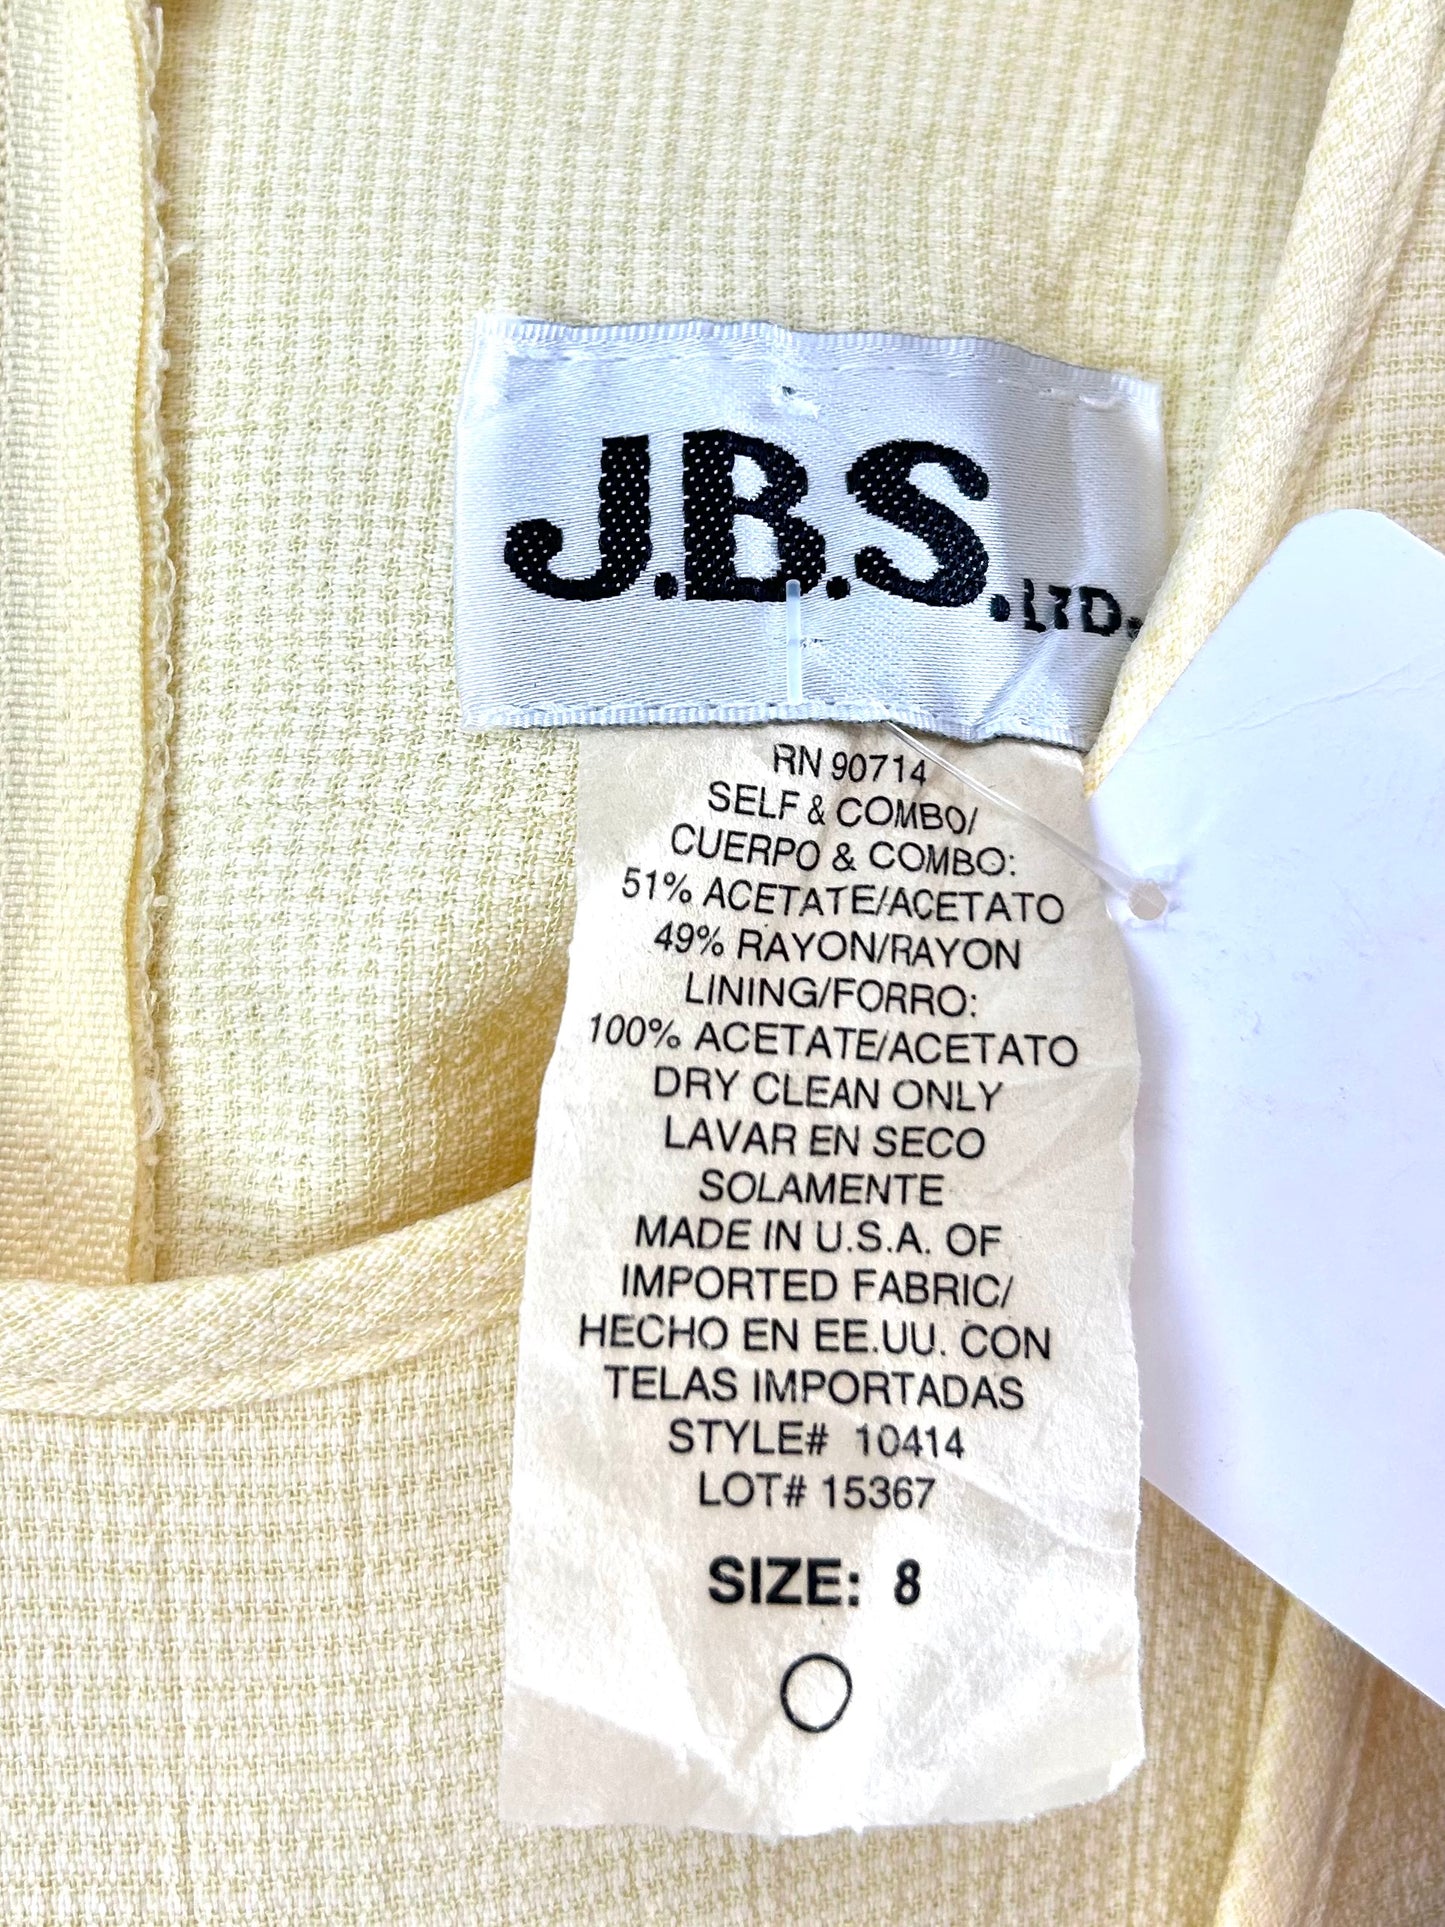 J.B.S. LTD.
RN 90714
SELF & COMBO/
CUERPO & COMBO:
51% ACETATE/ACETATO
49% RAYON/RAYON
LINING/FORRO:
100% ACETATE/ACETATO
DRY CLEAN ONLY
LAVAR EN SECO
SOLAMENTE
MADE IN U.S.A. OF
IMPORTED FABRIC/
HECHO EN EE.UU. CON
TELAS IMPORTADAS
STYLE# 10414
LOT# 15367
SIZE: 8